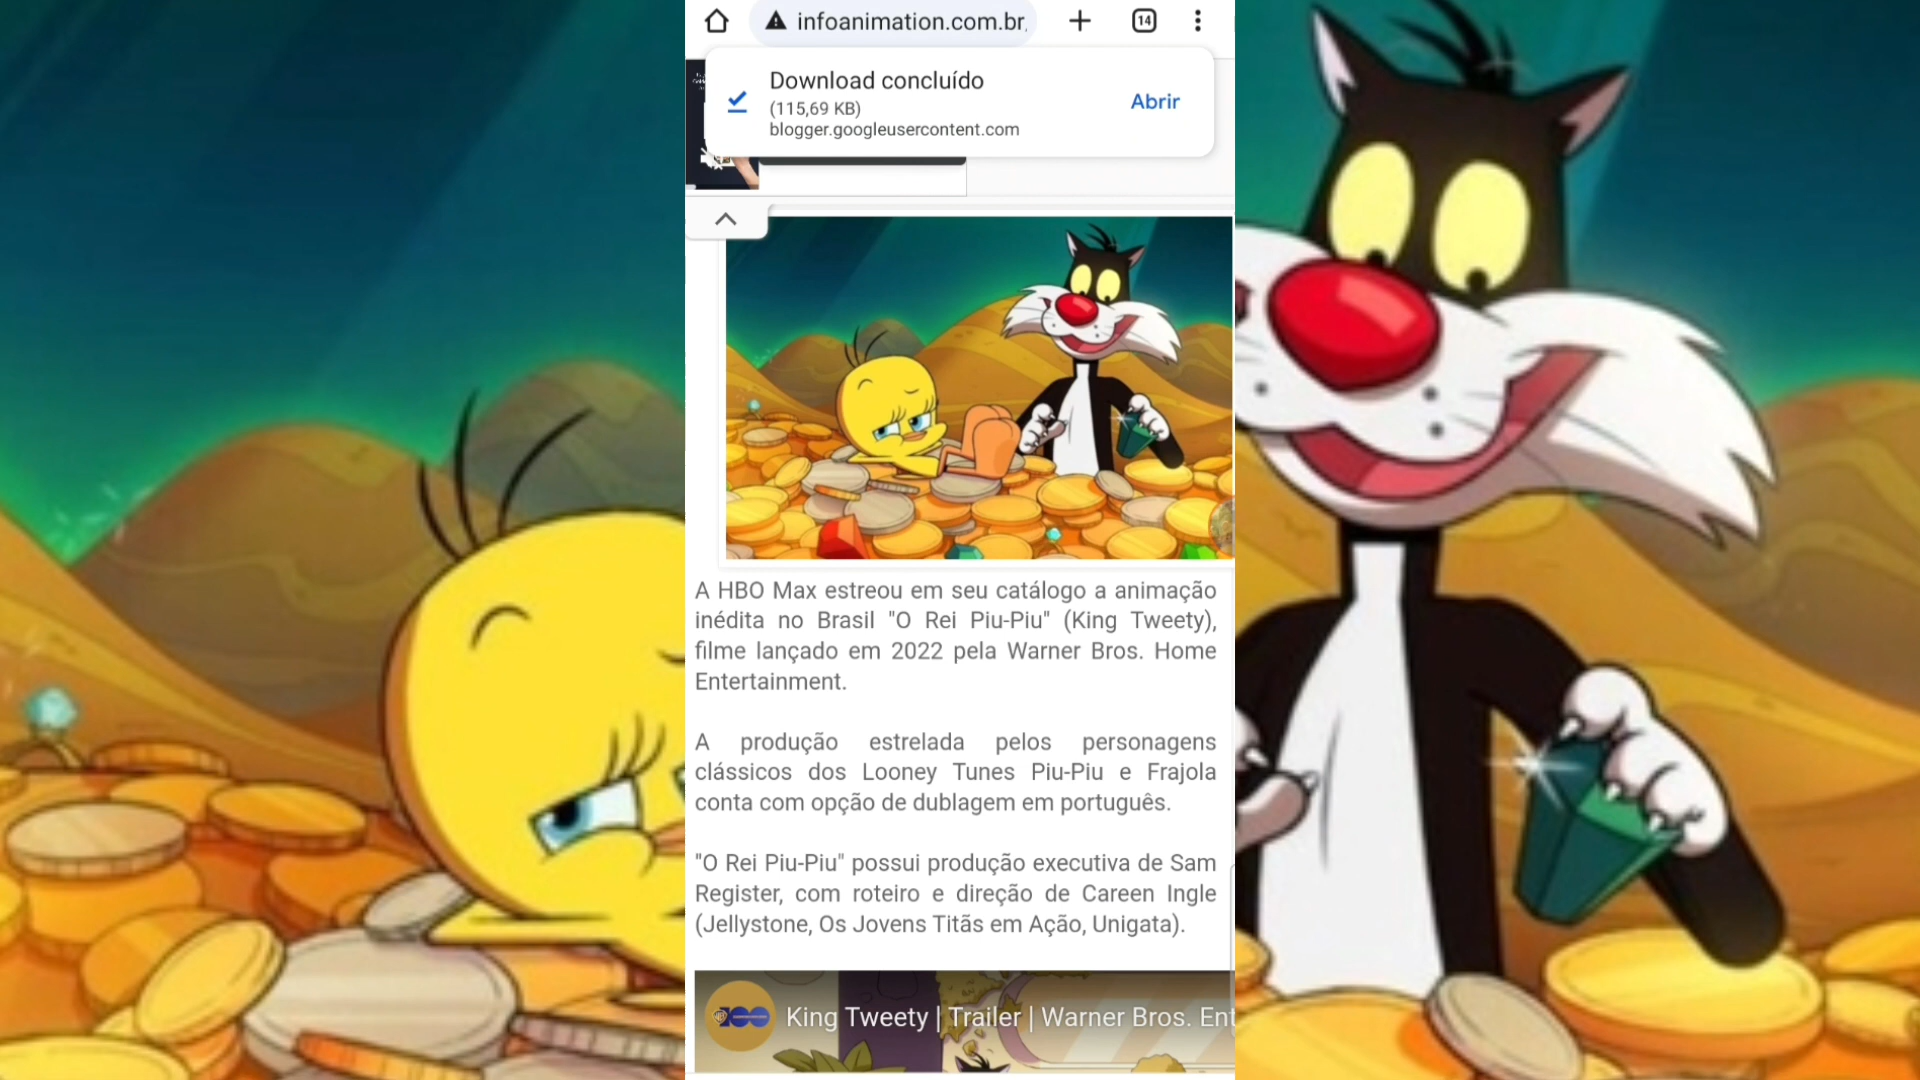 infoanimation.com.br,
14
Download concluído
(115,69 KB)
blogger.googleusercontent.com
Abrir
A HBO Max estreou em seu catálogo a animação
inédita no Brasil "O Rei Piu-Piu" (King Tweety),
filme lançado em 2022 pela Warner Bros. Home
Entertainment.
A produção estrelada pelos personagens
clássicos dos Looney Tunes Piu-Piu e Frajola
conta com opção de dublagem em português.
"O Rei Piu-Piu" possui produção executiva de Sam
Register, com roteiro e direção de Careen Ingle
(Jellystone, Os Jovens Titãs em Ação, Unigata).
100
King Tweety | Trailer | Warner Bros. Ent